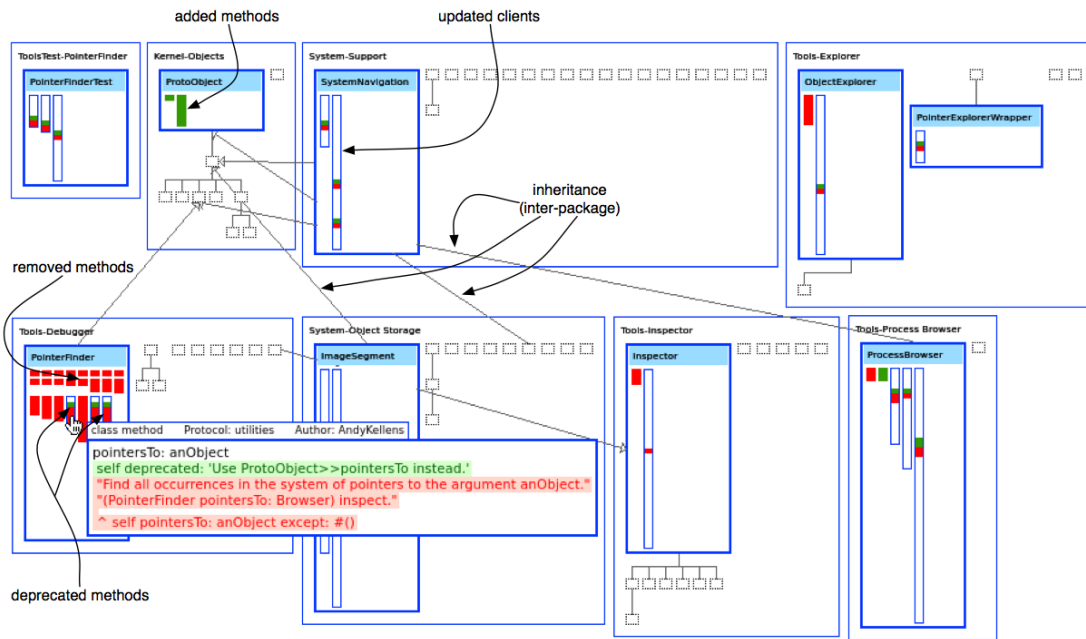 added methods
updated clients
ToolsTest-PointerFinder
Kernel-Objects
System-Support
Tools-Explorer
PointerFinderTest
ProtoObject
SystemNavigation
ObjectExplorer
PointerExplorerWrapper
inheritance
(inter-package)
removed methods
Tools-Debugger
System-Object Storage
Tools-Inspector
Tools-Process Browser
PointerFinder
ImageSegment
Inspector
ProcessBrowser
class method Protocol: utilities Author: AndyKellens
pointersTo: anObject
self deprecated: 'Use ProtoObject>>pointersTo instead.'
"Find all occurrences in the system of pointers to the argument anObject."
"(PointerFinder pointersTo: Browser) inspect."
^ self pointersTo: anObject except: #()
deprecated methods